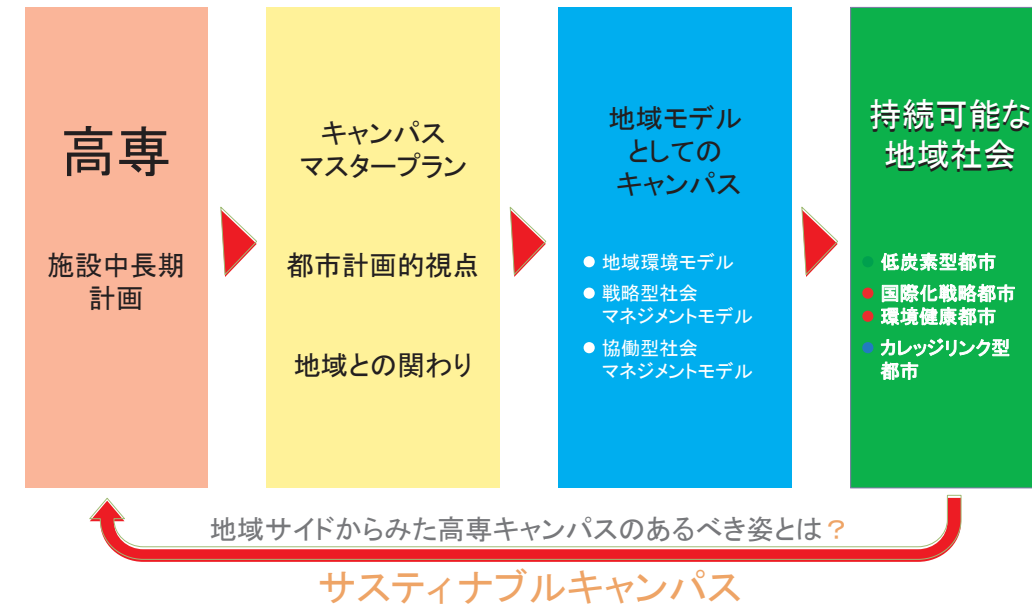 高専
施設中長期
計画
キャンパス
マスタープラン
都市計画的視点
地域との関わり
地域モデル
としての
キャンパス
● 地域環境モデル
● 戦略型社会
マネジメントモデル
● 協働型社会
マネジメントモデル
持続可能な
地域社会
● 低炭素型都市
● 国際化戦略都市
● 環境健康都市
● カレッジリンク型
都市
地域サイドからみた高専キャンパスのあるべき姿とは？
サスティナブルキャンパス